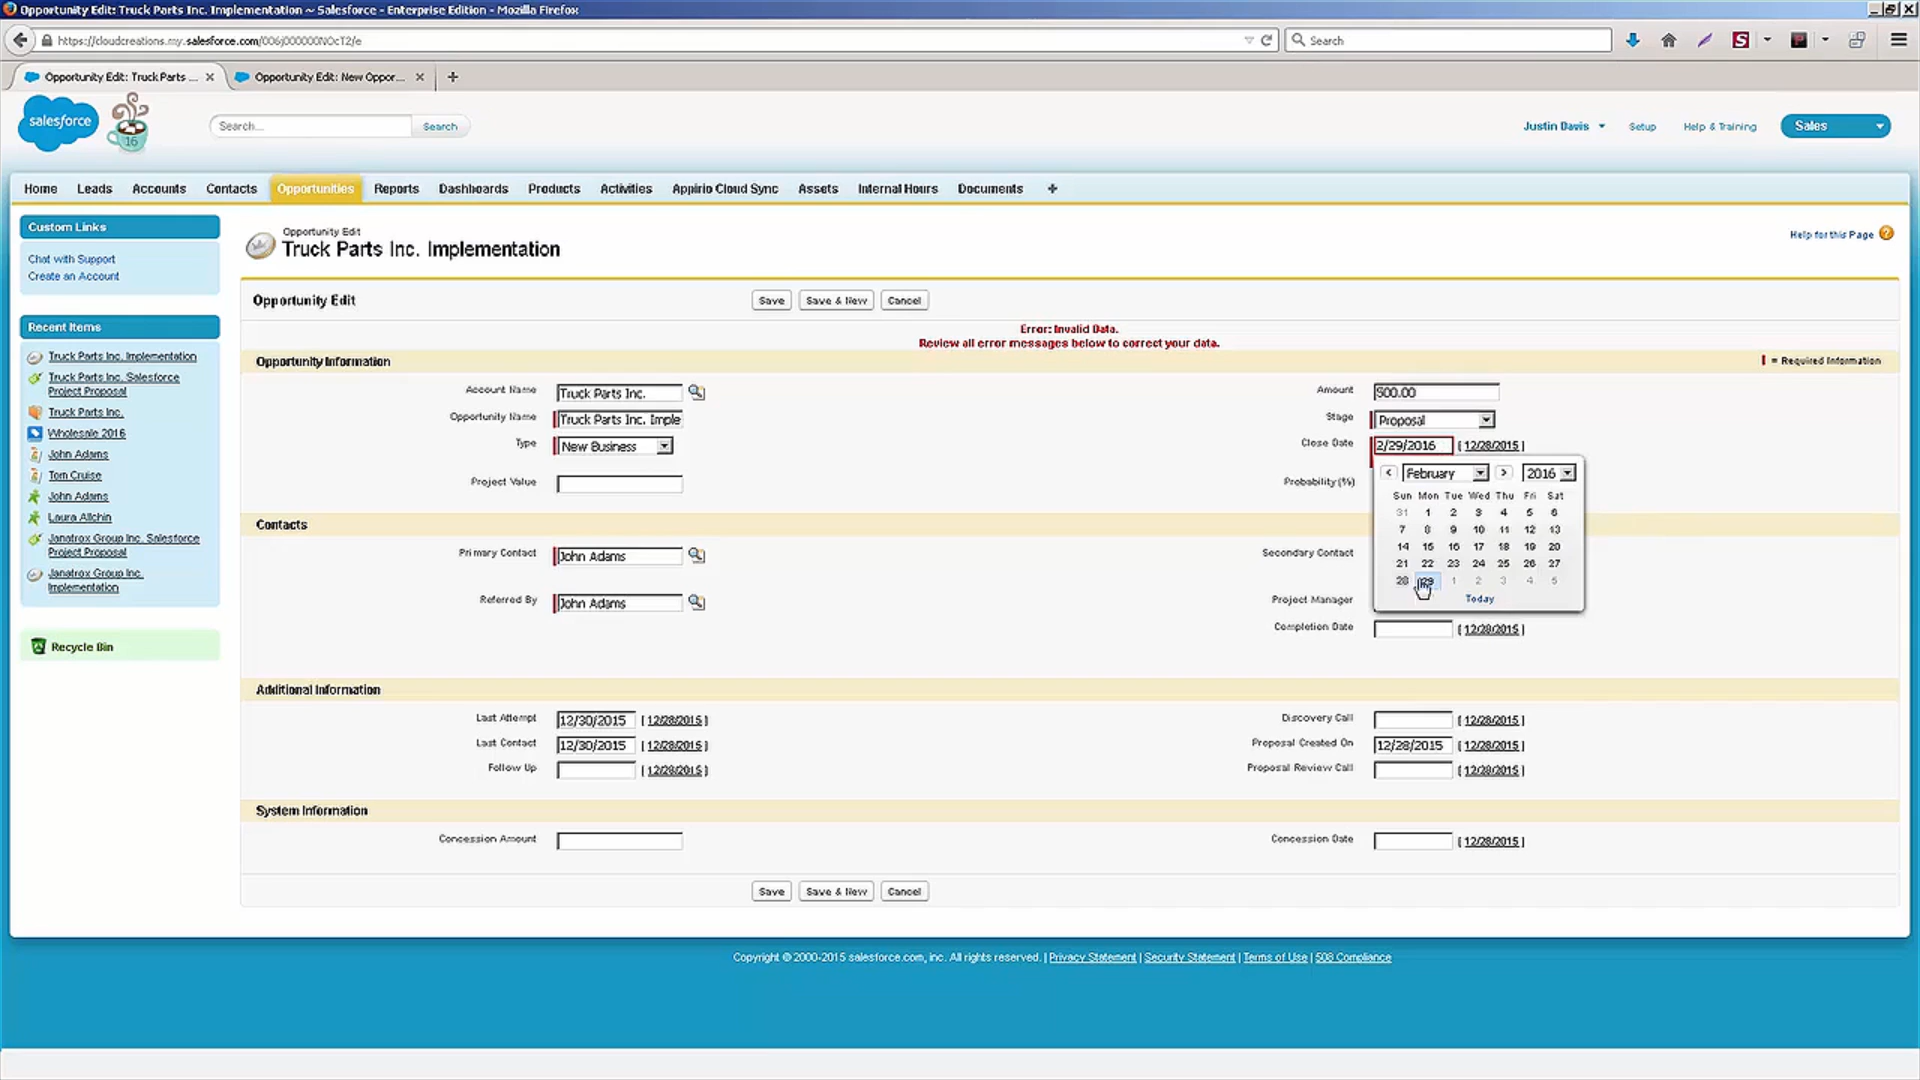 Opportunity Edit: Truck Parts Inc. Implementation ~ Salesforce - Enterprise Edition - Mozilla Firefox
https://cloudcreations.my.salesforce.com/006j000000NOcT2/e
Search
Opportunity Edit: Truck Parts ...
Opportunity Edit: New Oppor...
salesforce
16
Search...
Search
Justin Davis
Setup
Help & Training
Sales
Home Leads Accounts Contacts Opportunities Reports Dashboards Products Activities Appirio Cloud Sync Assets Internal Hours Documents +
Custom Links
Chat with Support
Create an Account
Recent Items
Truck Parts Inc. Implementation
Truck Parts Inc. Salesforce
Project Proposal
Truck Parts Inc.
Wholesale 2016
John Adams
Tom Cruise
John Adams
Laura Allchin
Janatrox Group Inc. Salesforce
Project Proposal
Janatrox Group Inc.
Implementation
Recycle Bin
Opportunity Edit
Truck Parts Inc. Implementation
Help for this Page
Opportunity Edit
Save
Save & New
Cancel
Error: Invalid Data.
Review all error messages below to correct your data.
Opportunity Information
= Required Information
Account Name Truck Parts Inc.
Amount 500.00
Opportunity Name Truck Parts Inc. Imple
Stage Proposal
Type New Business
Close Date 2/29/2016 [ 12/28/2015 ]
Project Value
Probability (%)
< February > 2016
Sun Mon Tue Wed Thu Fri Sat
31 1 2 3 4 5 6
7 8 9 10 11 12 13
14 15 16 17 18 19 20
21 22 23 24 25 26 27
28 29 1 2 3 4 5
Today
Contacts
Primary Contact John Adams
Secondary Contact
Referred By John Adams
Project Manager
Completion Date [ 12/28/2015 ]
Additional Information
Last Attempt 12/30/2015 [ 12/28/2015 ]
Discovery Call [ 12/28/2015 ]
Last Contact 12/30/2015 [ 12/28/2015 ]
Proposal Created On 12/28/2015 [ 12/28/2015 ]
Follow Up [ 12/28/2015 ]
Proposal Review Call [ 12/28/2015 ]
System Information
Concession Amount
Concession Date [ 12/28/2015 ]
Save
Save & New
Cancel
Copyright © 2000-2015 salesforce.com, inc. All rights reserved. | Privacy Statement | Security Statement | Terms of Use | 508 Compliance